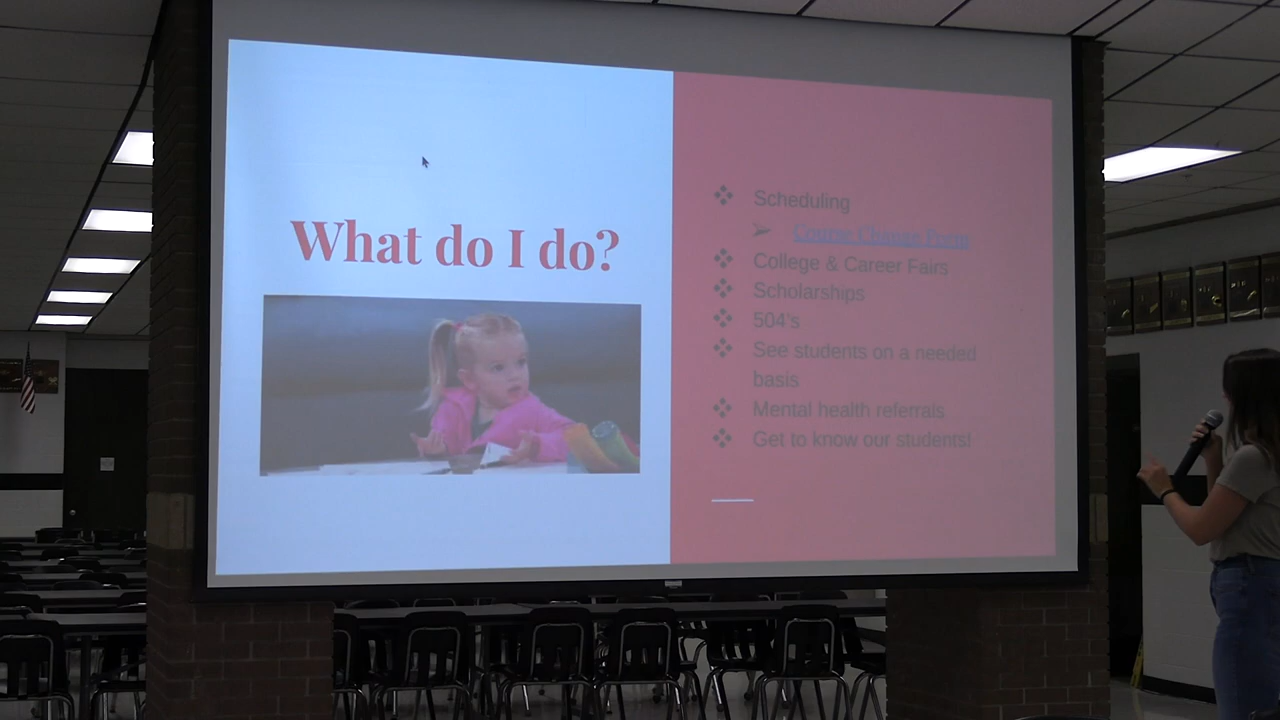 What do I do?
Scheduling
Course Change Form
College & Career Fairs
Scholarships
504's
See students on a needed
basis
Mental health referrals
Get to know our students!